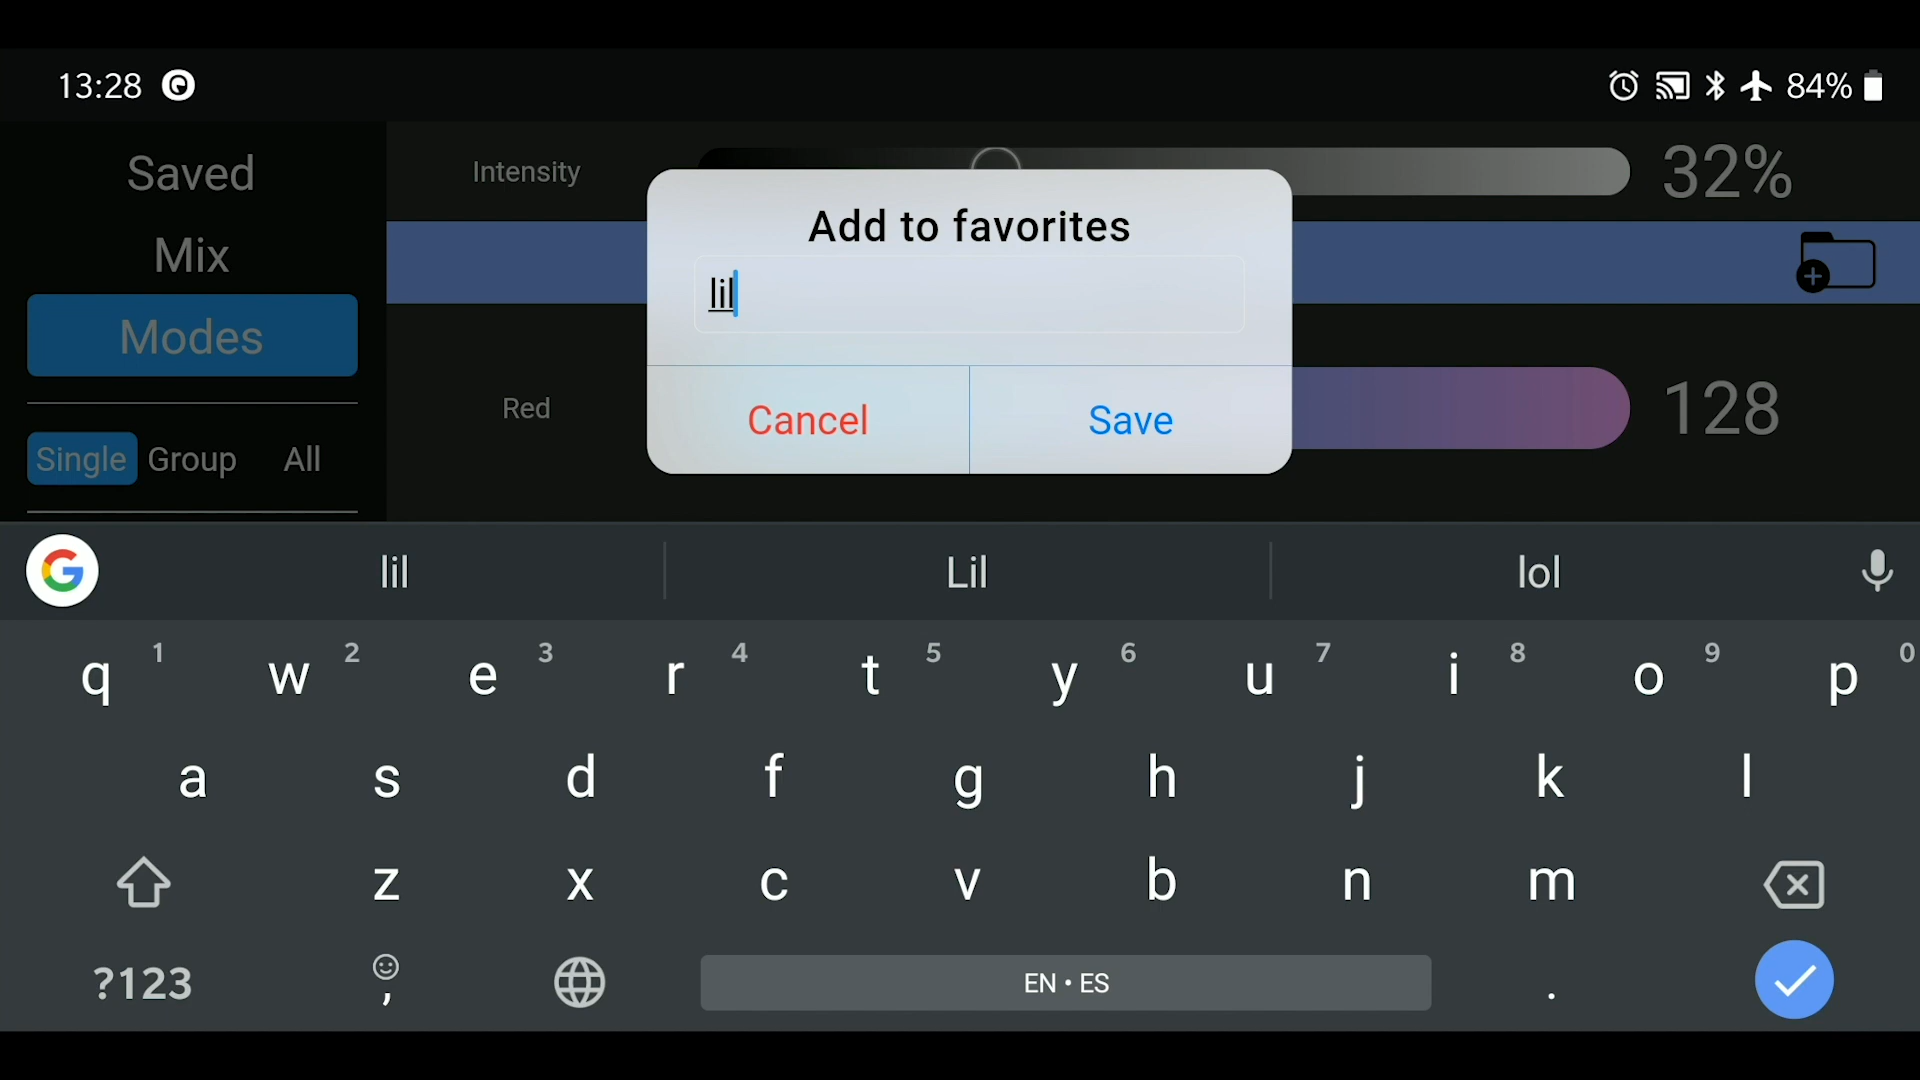 13:28
84%
Saved
Intensity
32%
Mix
Add to favorites
lil
Modes
Cancel
Save
Red
128
Single Group All
lil Lil lol
q 1 w 2 e 3 r 4 t 5 y 6 u 7 i 8 o 9 p 0
a s d f g h j k l
z x c v b n m
?123 , EN • ES .